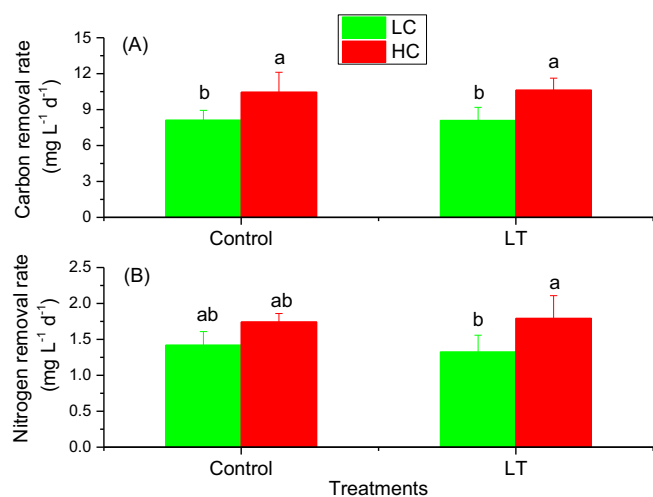 (A)
LC
HC
Carbon removal rate
(mg L⁻¹ d⁻¹)
15
12
9
6
3
0
b
a
b
a
Control
LT
(B)
Nitrogen removal rate
(mg L⁻¹ d⁻¹)
2.5
2.0
1.5
1.0
0.5
0.0
ab
ab
b
a
Control
LT
Treatments